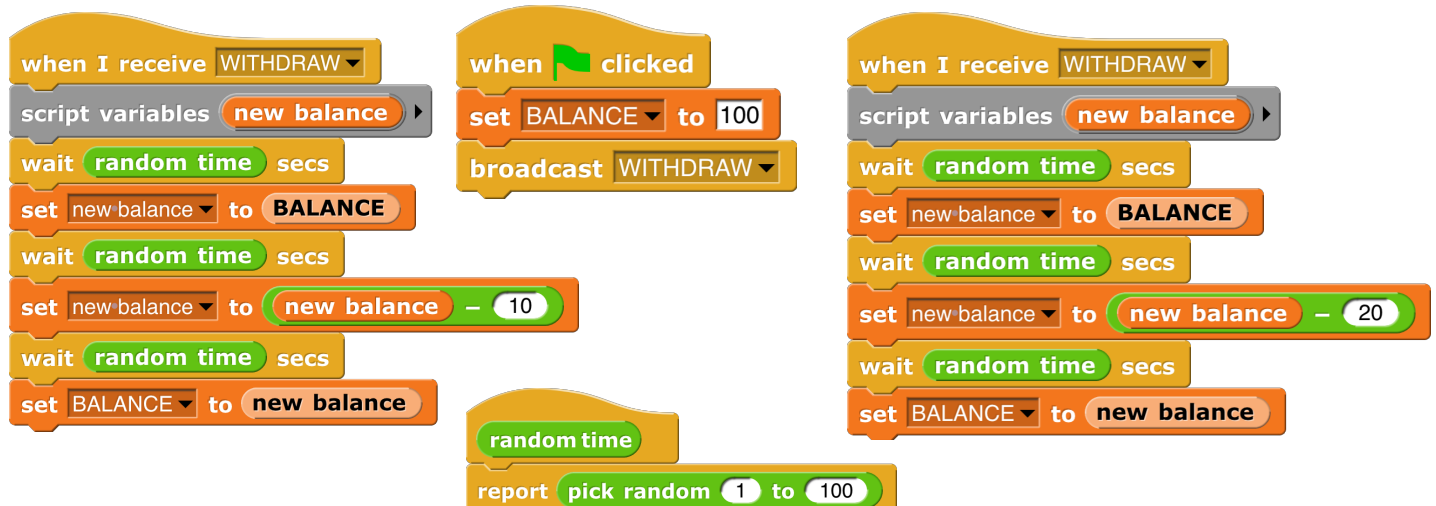 when I receive WITHDRAW
script variables new balance
wait random time secs
set new balance to BALANCE
wait random time secs
set new balance to new balance − 10
wait random time secs
set BALANCE to new balance
when clicked
set BALANCE to 100
broadcast WITHDRAW
random time
report pick random 1 to 100
when I receive WITHDRAW
script variables new balance
wait random time secs
set new balance to BALANCE
wait random time secs
set new balance to new balance − 20
wait random time secs
set BALANCE to new balance